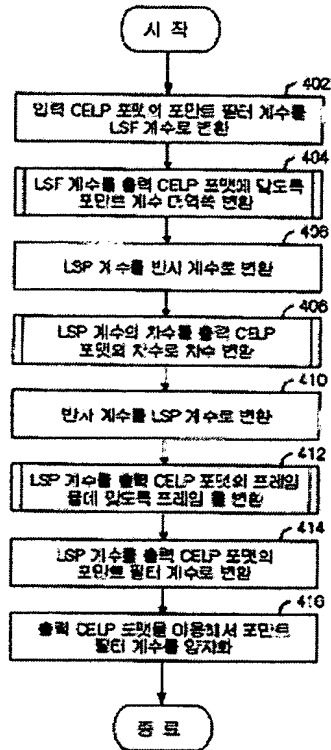 시 작
402
입력 CELP 포맷의 포만트 필터 계수를
LSF 계수로 변환
404
LSF 계수를 출력 CELP 포맷에 맞도록
포만트 계수 대역폭 변환
406
LSP 계수를 반사 계수로 변환
406
LSP 계수의 차수를 출력 CELP
포맷의 차수로 차수 변환
410
반사 계수를 LSP 계수로 변환
412
LSP 계수를 출력 CELP 포맷의 프레임
율에 맞도록 프레임 율 변환
414
LSP 계수를 출력 CELP 포맷의
포만트 필터 계수로 변환
416
출력 CELP 포맷을 이용해서 포만트
필터 계수를 양자화
종 료